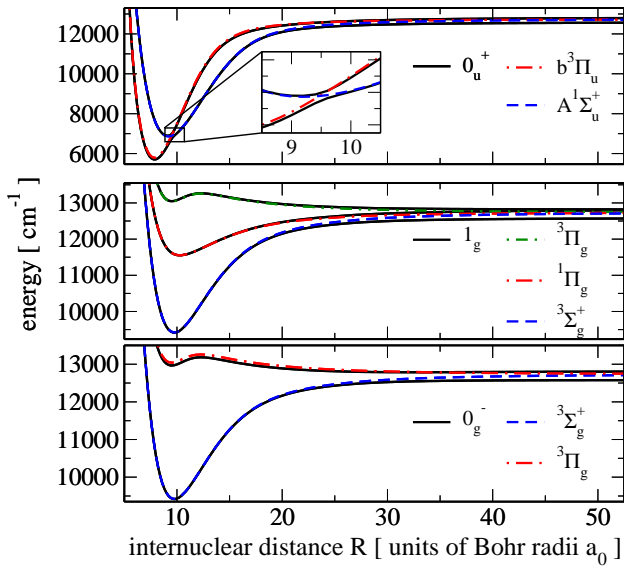 12000
10000
8000
6000
9 10
0u+ b3Πu
A1Σu+
13000
12000
11000
10000
1g 3Πg
1Πg
3Σg+
13000
12000
11000
10000
0g- 3Σg+
3Πg
10 20 30 40 50
energy [ cm-1 ]
internuclear distance R [ units of Bohr radii a0 ]